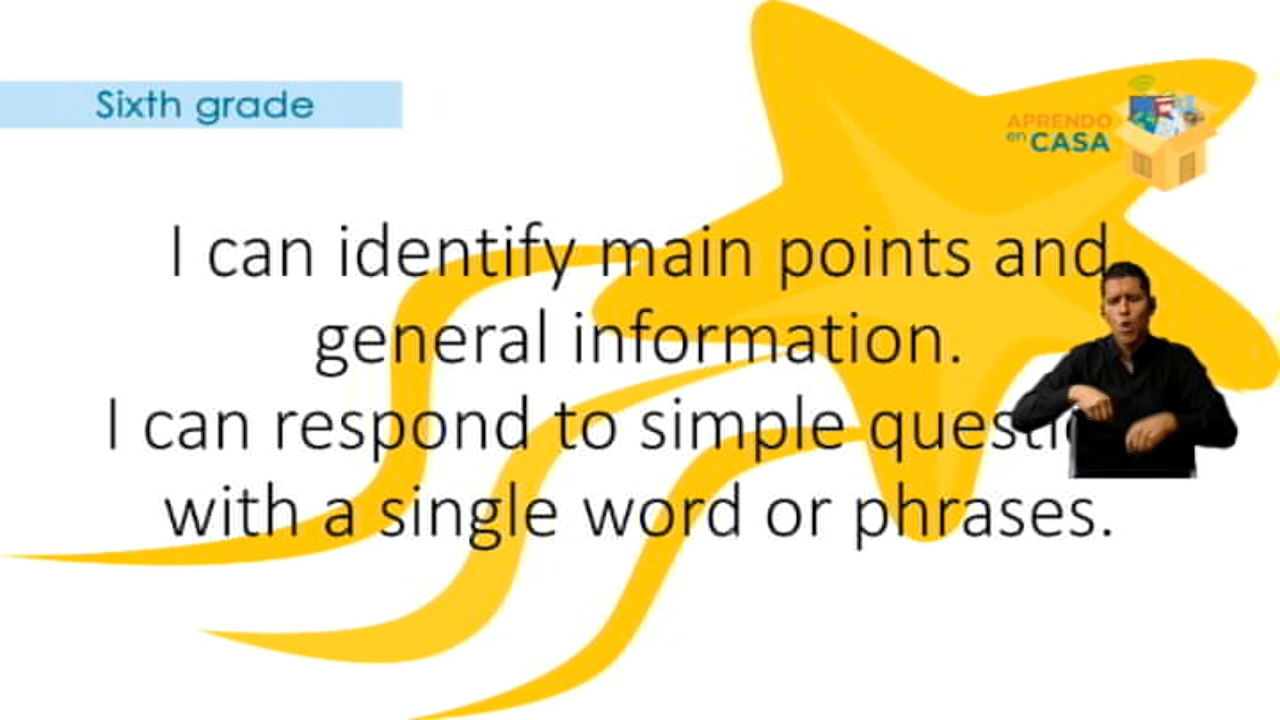 Sixth grade
APRENDO
en CASA
I can identify main points and
general information.
I can respond to simple
with a single word or phrases.